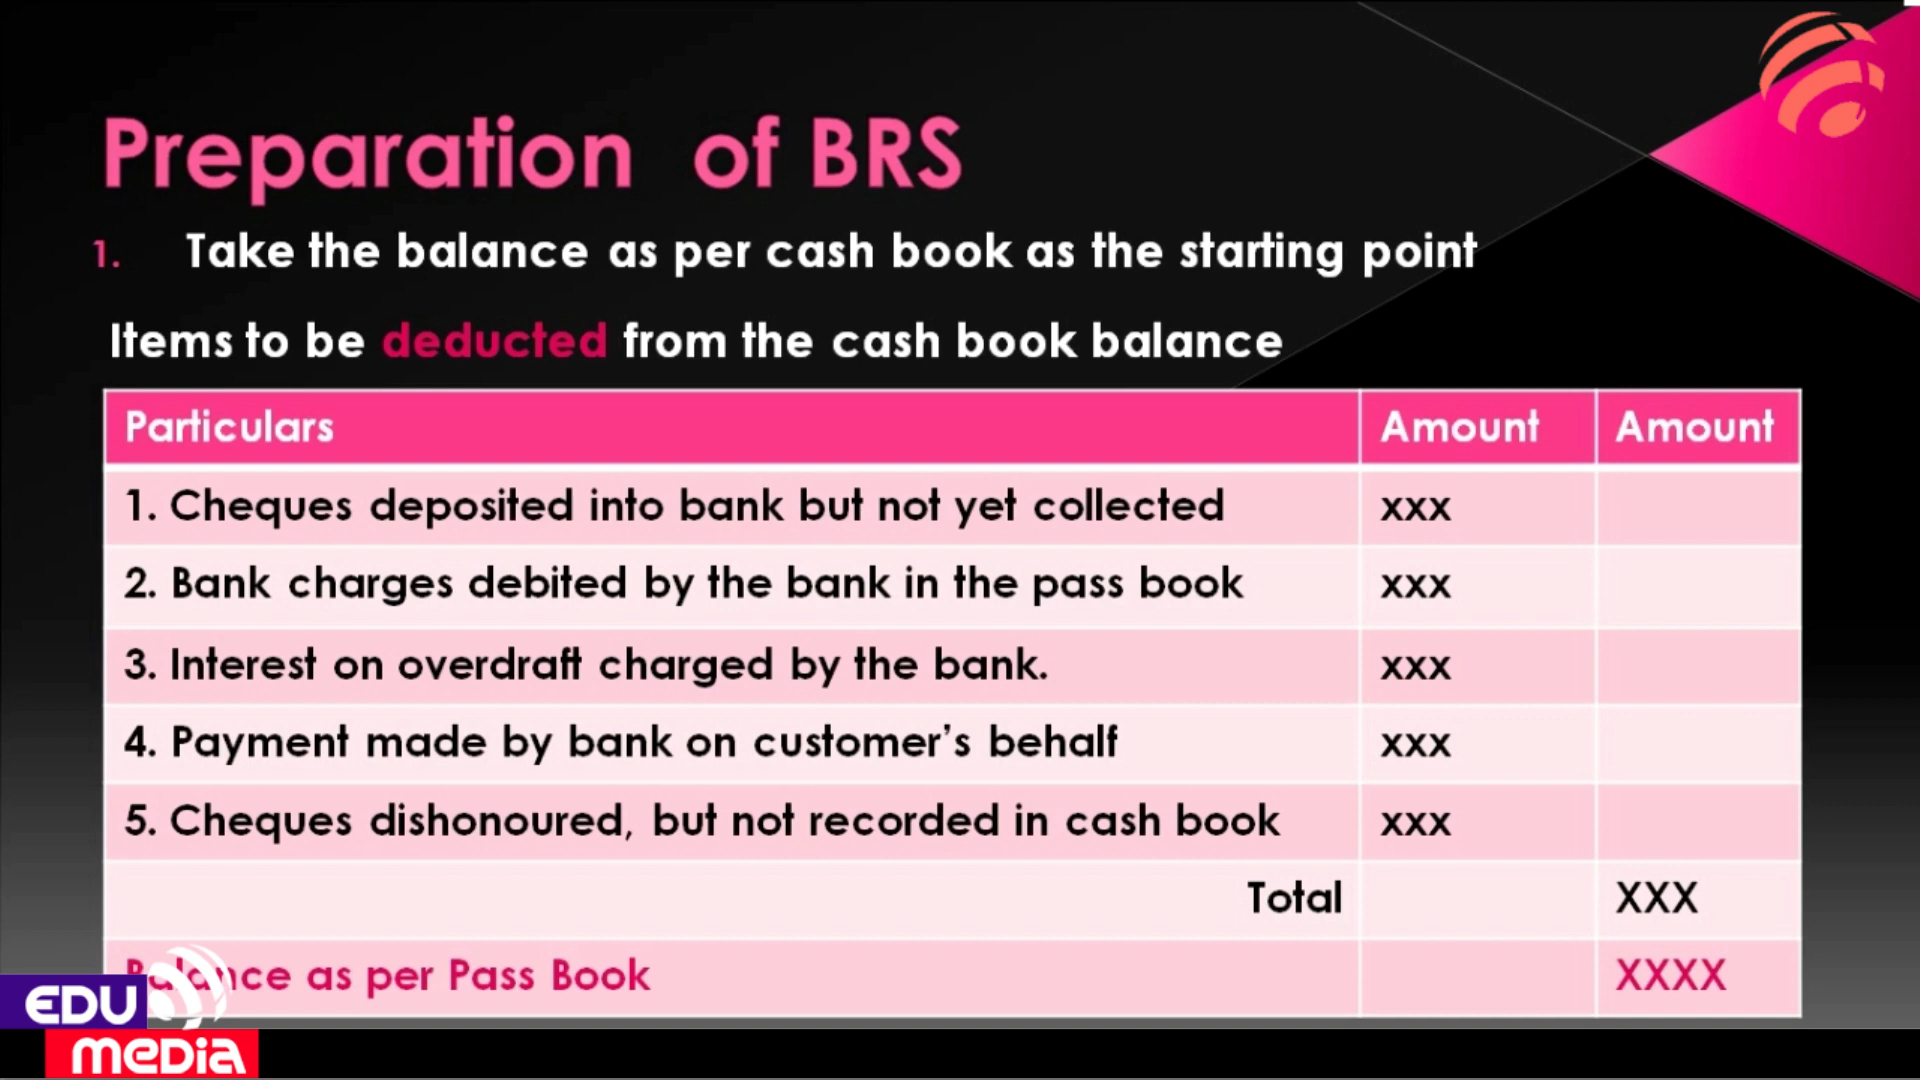 Preparation of BRS
1. Take the balance as per cash book as the starting point
Items to be deducted from the cash book balance
Particulars Amount Amount
1. Cheques deposited into bank but not yet collected xxx
2. Bank charges debited by the bank in the pass book xxx
3. Interest on overdraft charged by the bank. xxx
4. Payment made by bank on customer's behalf xxx
5. Cheques dishonoured, but not recorded in cash book xxx
Total XXX
Balance as per Pass Book XXXX
EDU
MEDIA